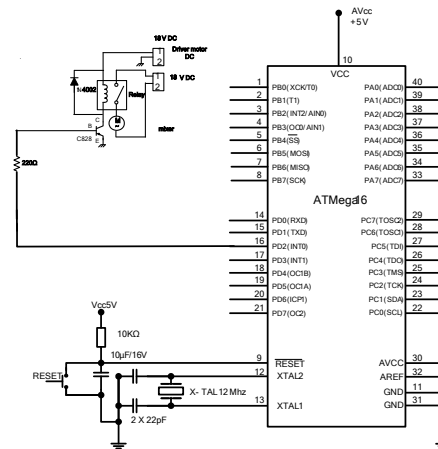 AVcc
+5V
18V DC
Driver motor
DC
1
2
1N4002
Relay
18 V DC
1
2
M
mixer
C
B
E
C828
220Ω
10
VCC
1 PB0(XCK/T0)
2 PB1(T1)
3 PB2(INT2/AIN0)
4 PB3(OC0/AIN1)
5 PB4(SS)
6 PB5(MOSI)
7 PB6(MISO)
8 PB7(SCK)
PA0(ADC0) 40
PA1(ADC1) 39
PA2(ADC2) 38
PA3(ADC3) 37
PA4(ADC4) 36
PA5(ADC5) 35
PA6(ADC6) 34
PA7(ADC7) 33
ATMega16
14 PD0(RXD)
15 PD1(TXD)
16 PD2(INT0)
17 PD3(INT1)
18 PD4(OC1B)
19 PD5(OC1A)
20 PD6(ICP1)
21 PD7(OC2)
PC7(TOSC2) 29
PC6(TOSC1) 28
PC5(TDI) 27
PC4(TDO) 26
PC3(TMS) 25
PC2(TCK) 24
PC1(SDA) 23
PC0(SCL) 22
Vcc5V
10KΩ
10µF/16V
RESET
9 RESET
12 XTAL2
X-TAL12Mhz
13 XTAL1
2 X 22pF
AVCC 30
AREF 32
GND 11
GND 31